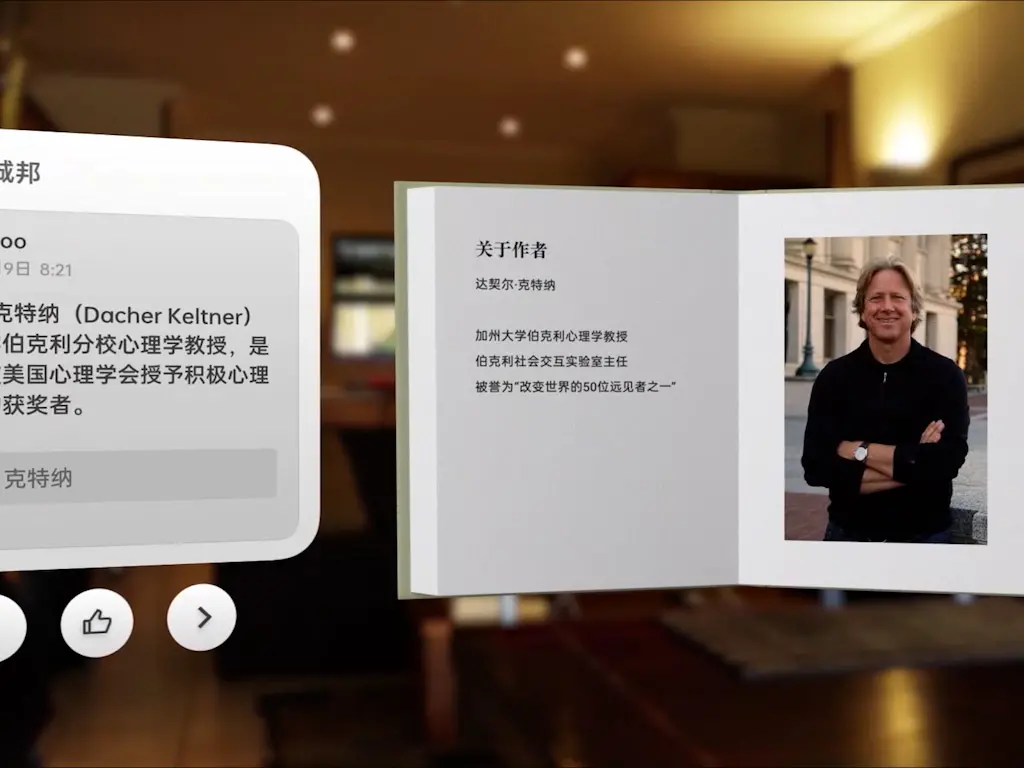 城邦
oo
9日 8:21
克特纳（Dacher Keltner）
伯克利分校心理学教授，是
美国心理学会授予积极心理
获奖者。
克特纳
关于作者
达契尔·克特纳
加州大学伯克利心理学教授
伯克利社会交互实验室主任
被誉为“改变世界的50位远见者之一”